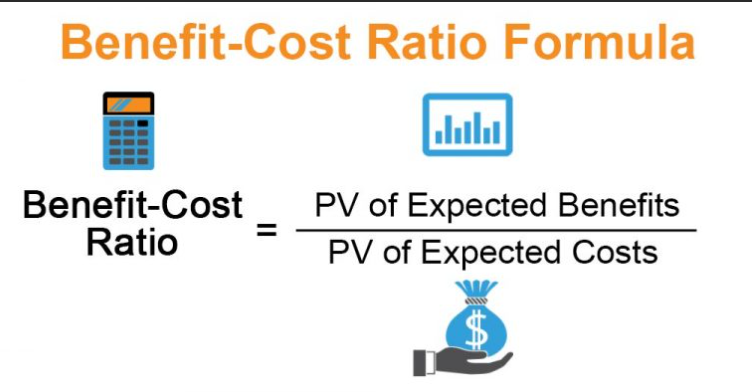 Benefit-Cost Ratio Formula
Benefit-Cost
Ratio
=
PV of Expected Benefits
PV of Expected Costs
$